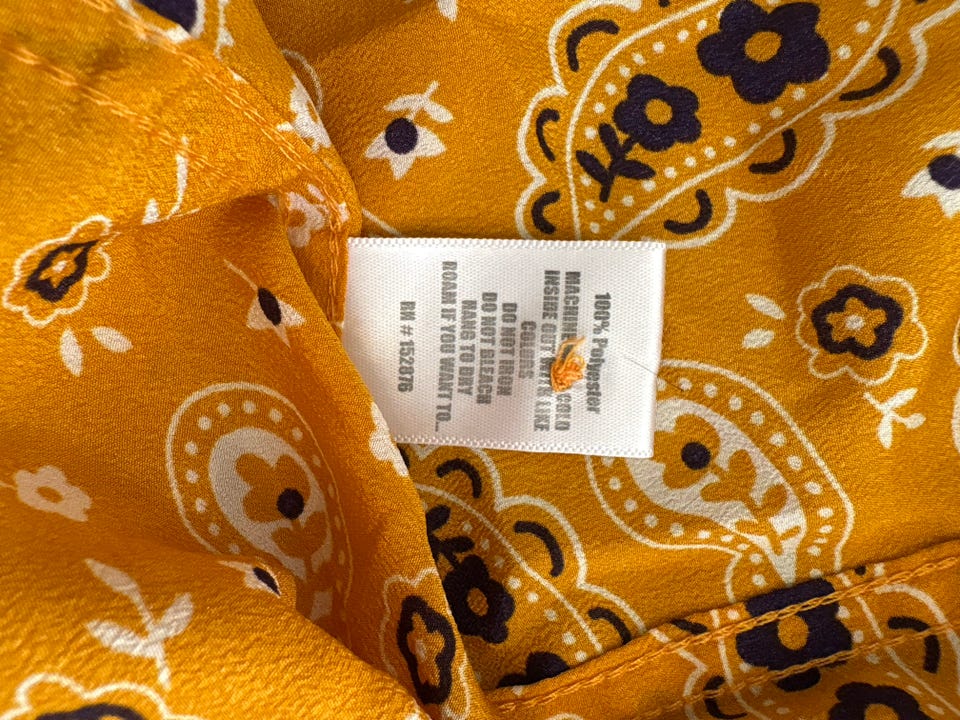 100% Polyester
MACHINE COLD
INSIDE OUT WITH LIKE
COLORS
DO NOT IRON
DO NOT BLEACH
HANG TO DRY
ROAM IF YOU WANT TO...
RN # 152876